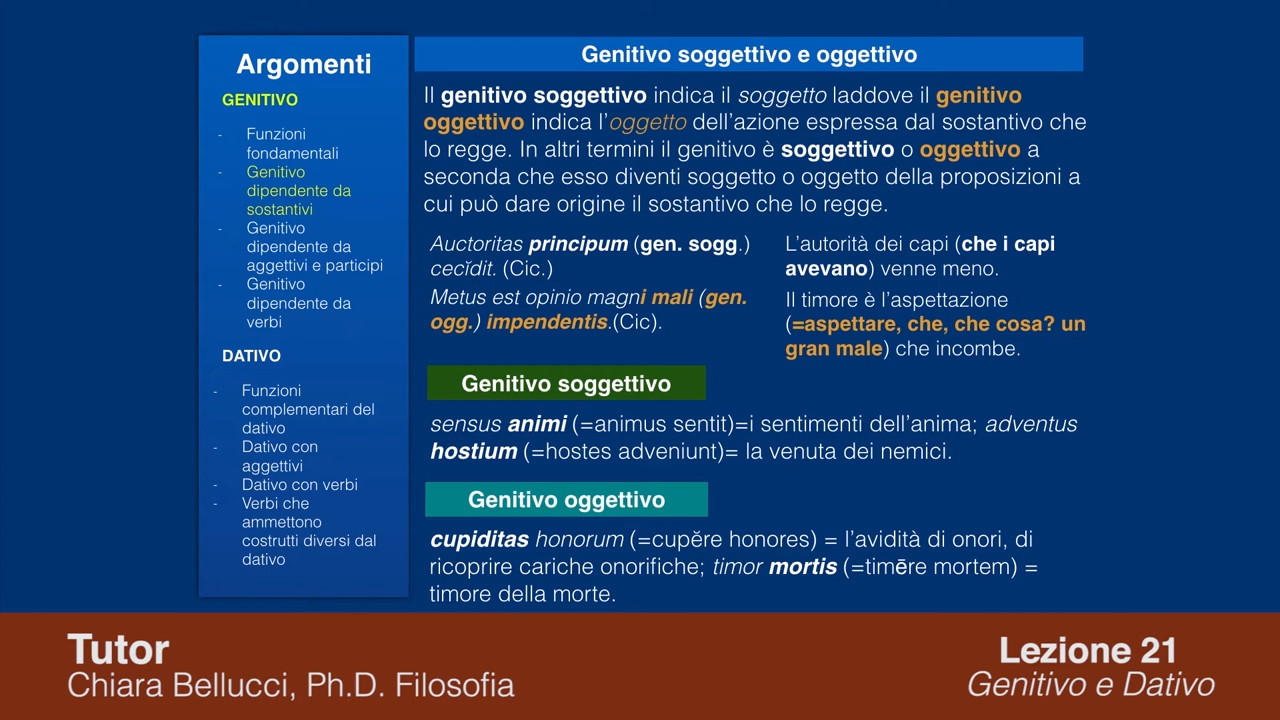 Argomenti
GENITIVO
- Funzioni
fondamentali
- Genitivo
dipendente da
sostantivi
- Genitivo
dipendente da
aggettivi e participi
- Genitivo
dipendente da
verbi
DATIVO
- Funzioni
complementari del
dativo
- Dativo con
aggettivi
- Dativo con verbi
- Verbi che
ammettono
costrutti diversi dal
dativo
Genitivo soggettivo e oggettivo
Il genitivo soggettivo indica il soggetto laddove il genitivo
oggettivo indica l’oggetto dell’azione espressa dal sostantivo che
lo regge. In altri termini il genitivo è soggettivo o oggettivo a
seconda che esso diventi soggetto o oggetto della proposizioni a
cui può dare origine il sostantivo che lo regge.
Auctoritas principum (gen. sogg.)
cecĭdit. (Cic.)
Metus est opinio magni mali (gen.
ogg.) impendentis.(Cic).
L’autorità dei capi (che i capi
avevano) venne meno.
Il timore è l’aspettazione
(=aspettare, che, che cosa? un
gran male) che incombe.
Genitivo soggettivo
sensus animi (=animus sentit)=i sentimenti dell’anima; adventus
hostium (=hostes adveniunt)= la venuta dei nemici.
Genitivo oggettivo
cupiditas honorum (=cupĕre honores) = l’avidità di onori, di
ricoprire cariche onorifiche; timor mortis (=timēre mortem) =
timore della morte.
Tutor
Chiara Bellucci, Ph.D. Filosofia
Lezione 21
Genitivo e Dativo